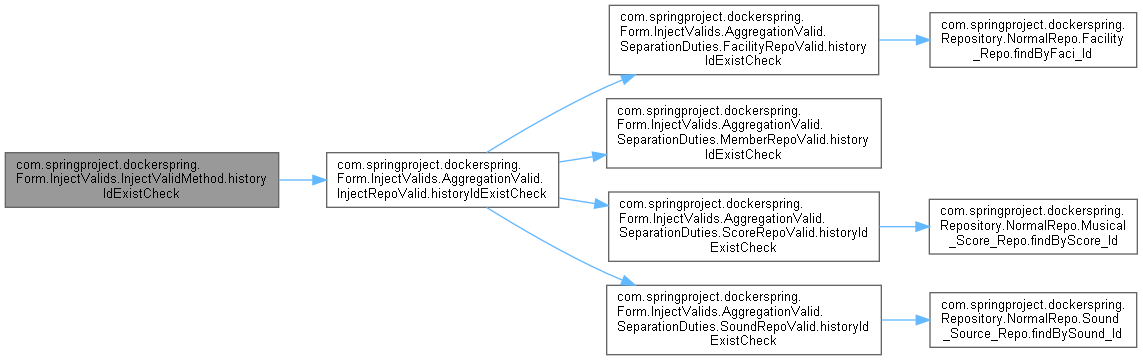 com.springproject.dockerspring.
Form.InjectValids.InjectValidMethod.history
IdExistCheck
com.springproject.dockerspring.
Form.InjectValids.AggregationValid.
InjectRepoValid.historyIdExistCheck
com.springproject.dockerspring.
Form.InjectValids.AggregationValid.
SeparationDuties.FacilityRepoValid.history
IdExistCheck
com.springproject.dockerspring.
Repository.NormalRepo.Facility
_Repo.findByFaci_Id
com.springproject.dockerspring.
Form.InjectValids.AggregationValid.
SeparationDuties.MemberRepoValid.history
IdExistCheck
com.springproject.dockerspring.
Form.InjectValids.AggregationValid.
SeparationDuties.ScoreRepoValid.historyId
ExistCheck
com.springproject.dockerspring.
Repository.NormalRepo.Musical
_Score_Repo.findByScore_Id
com.springproject.dockerspring.
Form.InjectValids.AggregationValid.
SeparationDuties.SoundRepoValid.historyId
ExistCheck
com.springproject.dockerspring.
Repository.NormalRepo.Sound
_Source_Repo.findBySound_Id